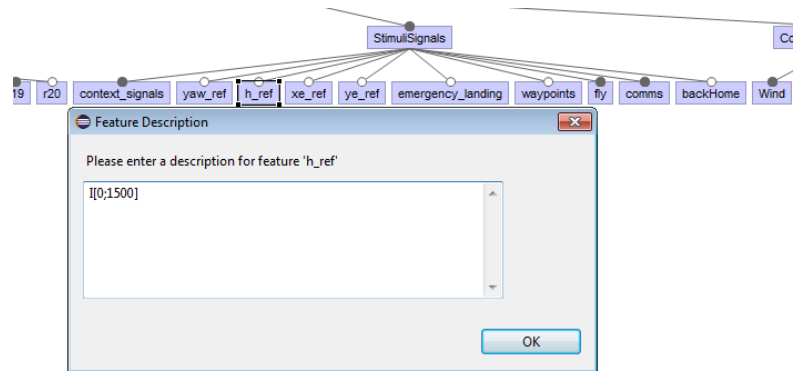 StimuliSignals
Co
19 r20 context_signals yaw_ref h_ref xe_ref ye_ref emergency_landing waypoints fly comms backHome Wind
Feature Description
Please enter a description for feature 'h_ref'
I[0;1500]
OK